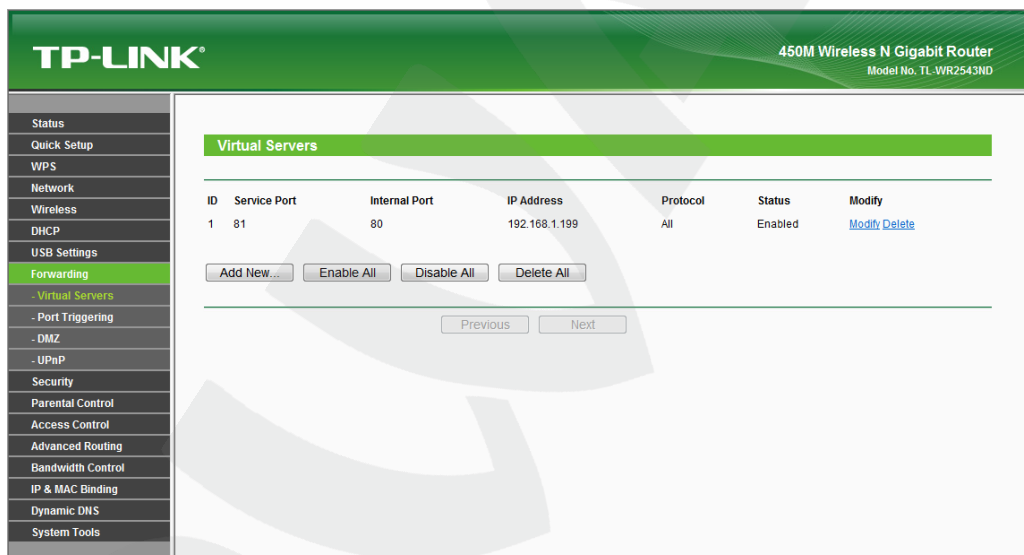 TP-LINK®
450M Wireless N Gigabit Router
Model No. TL-WR2543ND
Status
Quick Setup
WPS
Network
Wireless
DHCP
USB Settings
Forwarding
- Virtual Servers
- Port Triggering
- DMZ
- UPnP
Security
Parental Control
Access Control
Advanced Routing
Bandwidth Control
IP & MAC Binding
Dynamic DNS
System Tools
Virtual Servers
ID Service Port Internal Port IP Address Protocol Status Modify
1 81 80 192.168.1.199 All Enabled Modify Delete
Add New... Enable All Disable All Delete All
Previous Next